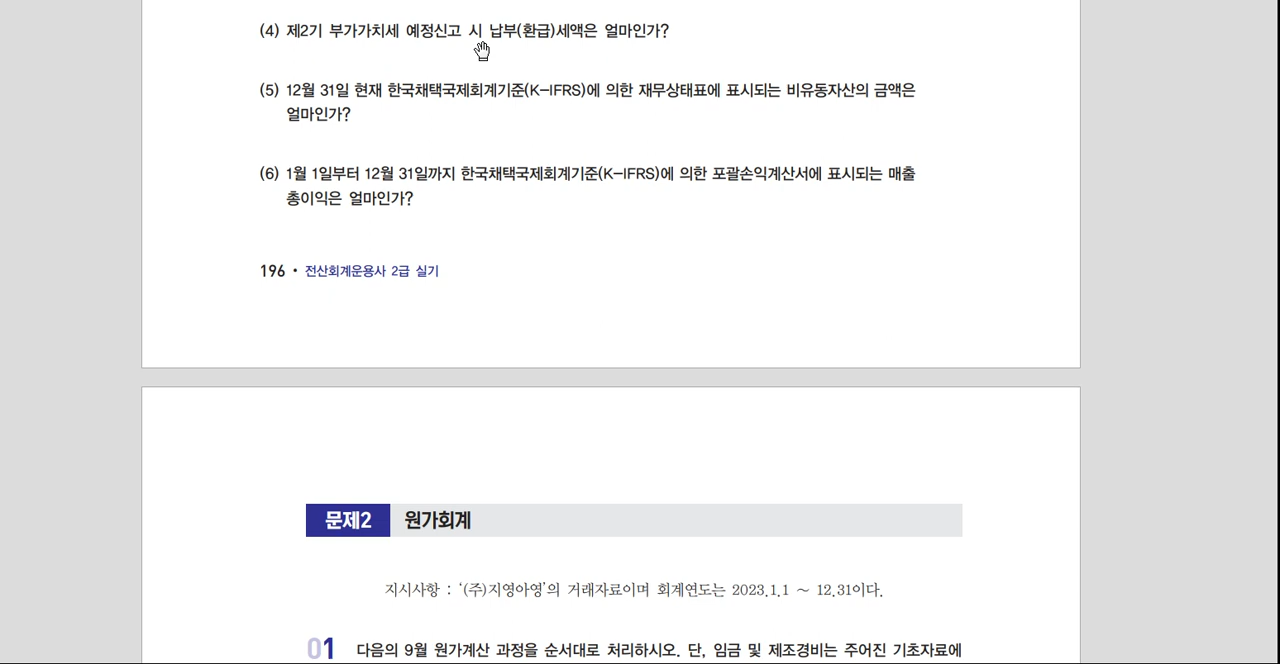 (4) 제2기 부가가치세 예정신고 시 납부(환급)세액은 얼마인가?
(5) 12월 31일 현재 한국채택국제회계기준(K-IFRS)에 의한 재무상태표에 표시되는 비유동자산의 금액은
얼마인가?
(6) 1월 1일부터 12월 31일까지 한국채택국제회계기준(K-IFRS)에 의한 포괄손익계산서에 표시되는 매출
총이익은 얼마인가?
196 • 전산회계운용사 2급 실기
문제2 원가회계
지시사항 : '(주)지영아영'의 거래자료이며 회계연도는 2023.1.1 ~ 12.31이다.
01 다음의 9월 원가계산 과정을 순서대로 처리하시오. 단, 임금 및 제조경비는 주어진 기초자료에